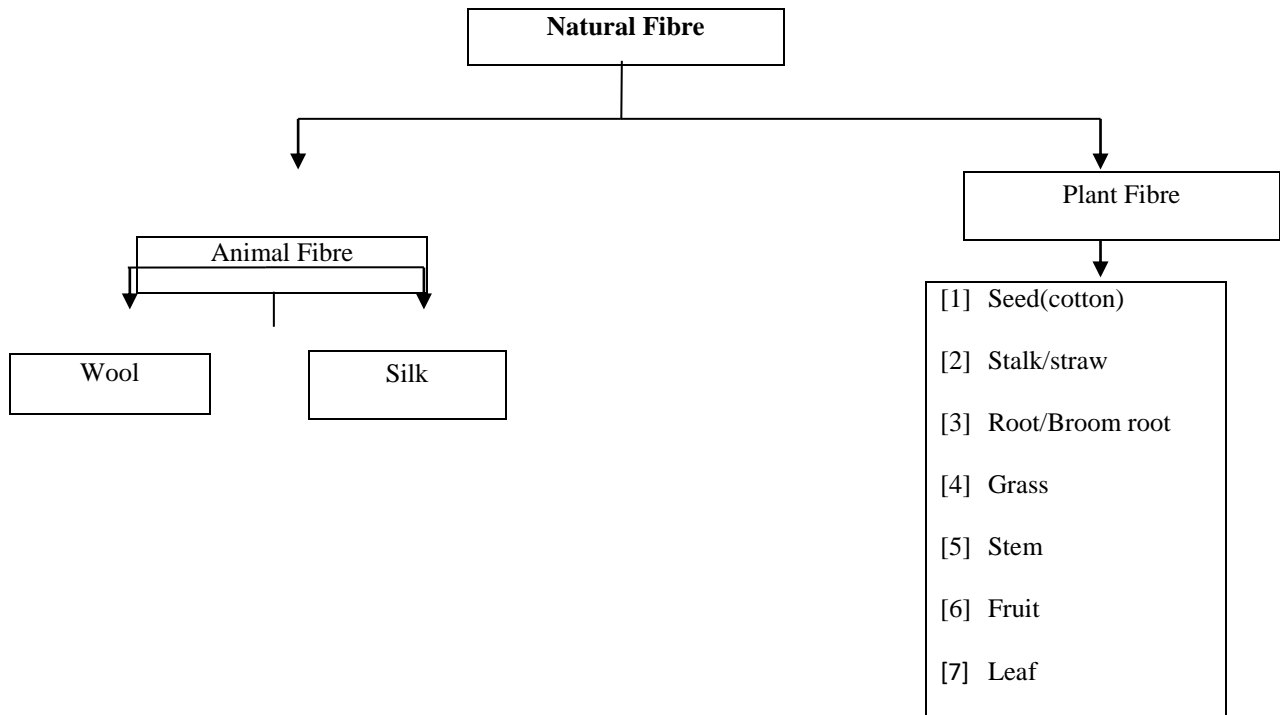 Natural Fibre
Plant Fibre
Animal Fibre
Wool
Silk
[1] Seed(cotton)
[2] Stalk/straw
[3] Root/Broom root
[4] Grass
[5] Stem
[6] Fruit
[7] Leaf